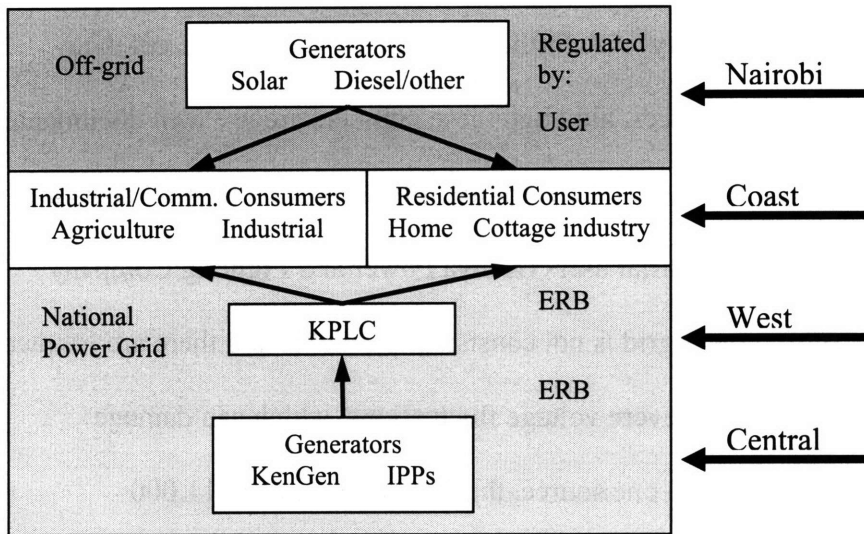 Off-grid
Generators
Solar Diesel/other
Regulated
by:
User
Nairobi
Industrial/Comm. Consumers
Agriculture Industrial
Residential Consumers
Home Cottage industry
Coast
National
Power Grid
KPLC
ERB
ERB
West
Generators
KenGen IPPs
Central